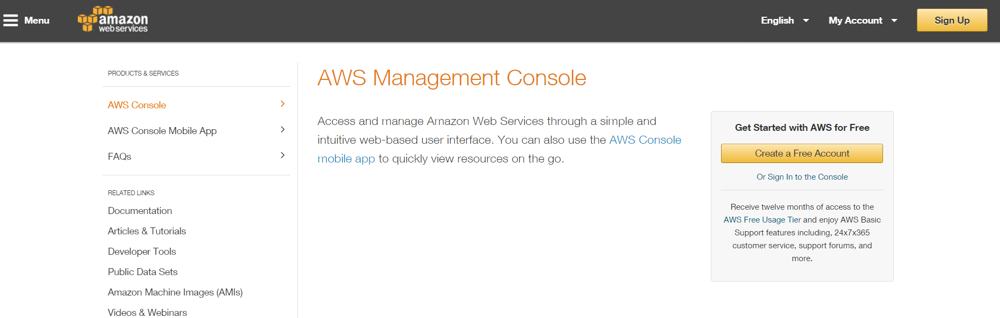 Menu
amazon
web services
English
My Account
Sign Up
PRODUCTS & SERVICES
AWS Console
AWS Console Mobile App
FAQs
RELATED LINKS
Documentation
Articles & Tutorials
Developer Tools
Public Data Sets
Amazon Machine Images (AMIs)
Videos & Webinars
AWS Management Console
Access and manage Amazon Web Services through a simple and
intuitive web-based user interface. You can also use the AWS Console
mobile app to quickly view resources on the go.
Get Started with AWS for Free
Create a Free Account
Or Sign In to the Console
Receive twelve months of access to the
AWS Free Usage Tier and enjoy AWS Basic
Support features including, 24x7x365
customer service, support forums, and
more.